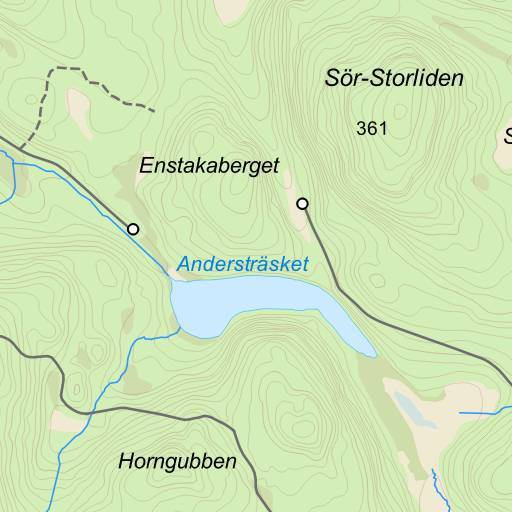 Sör-Storliden
361
S
Enstakaberget
Andersträsket
Horngubben